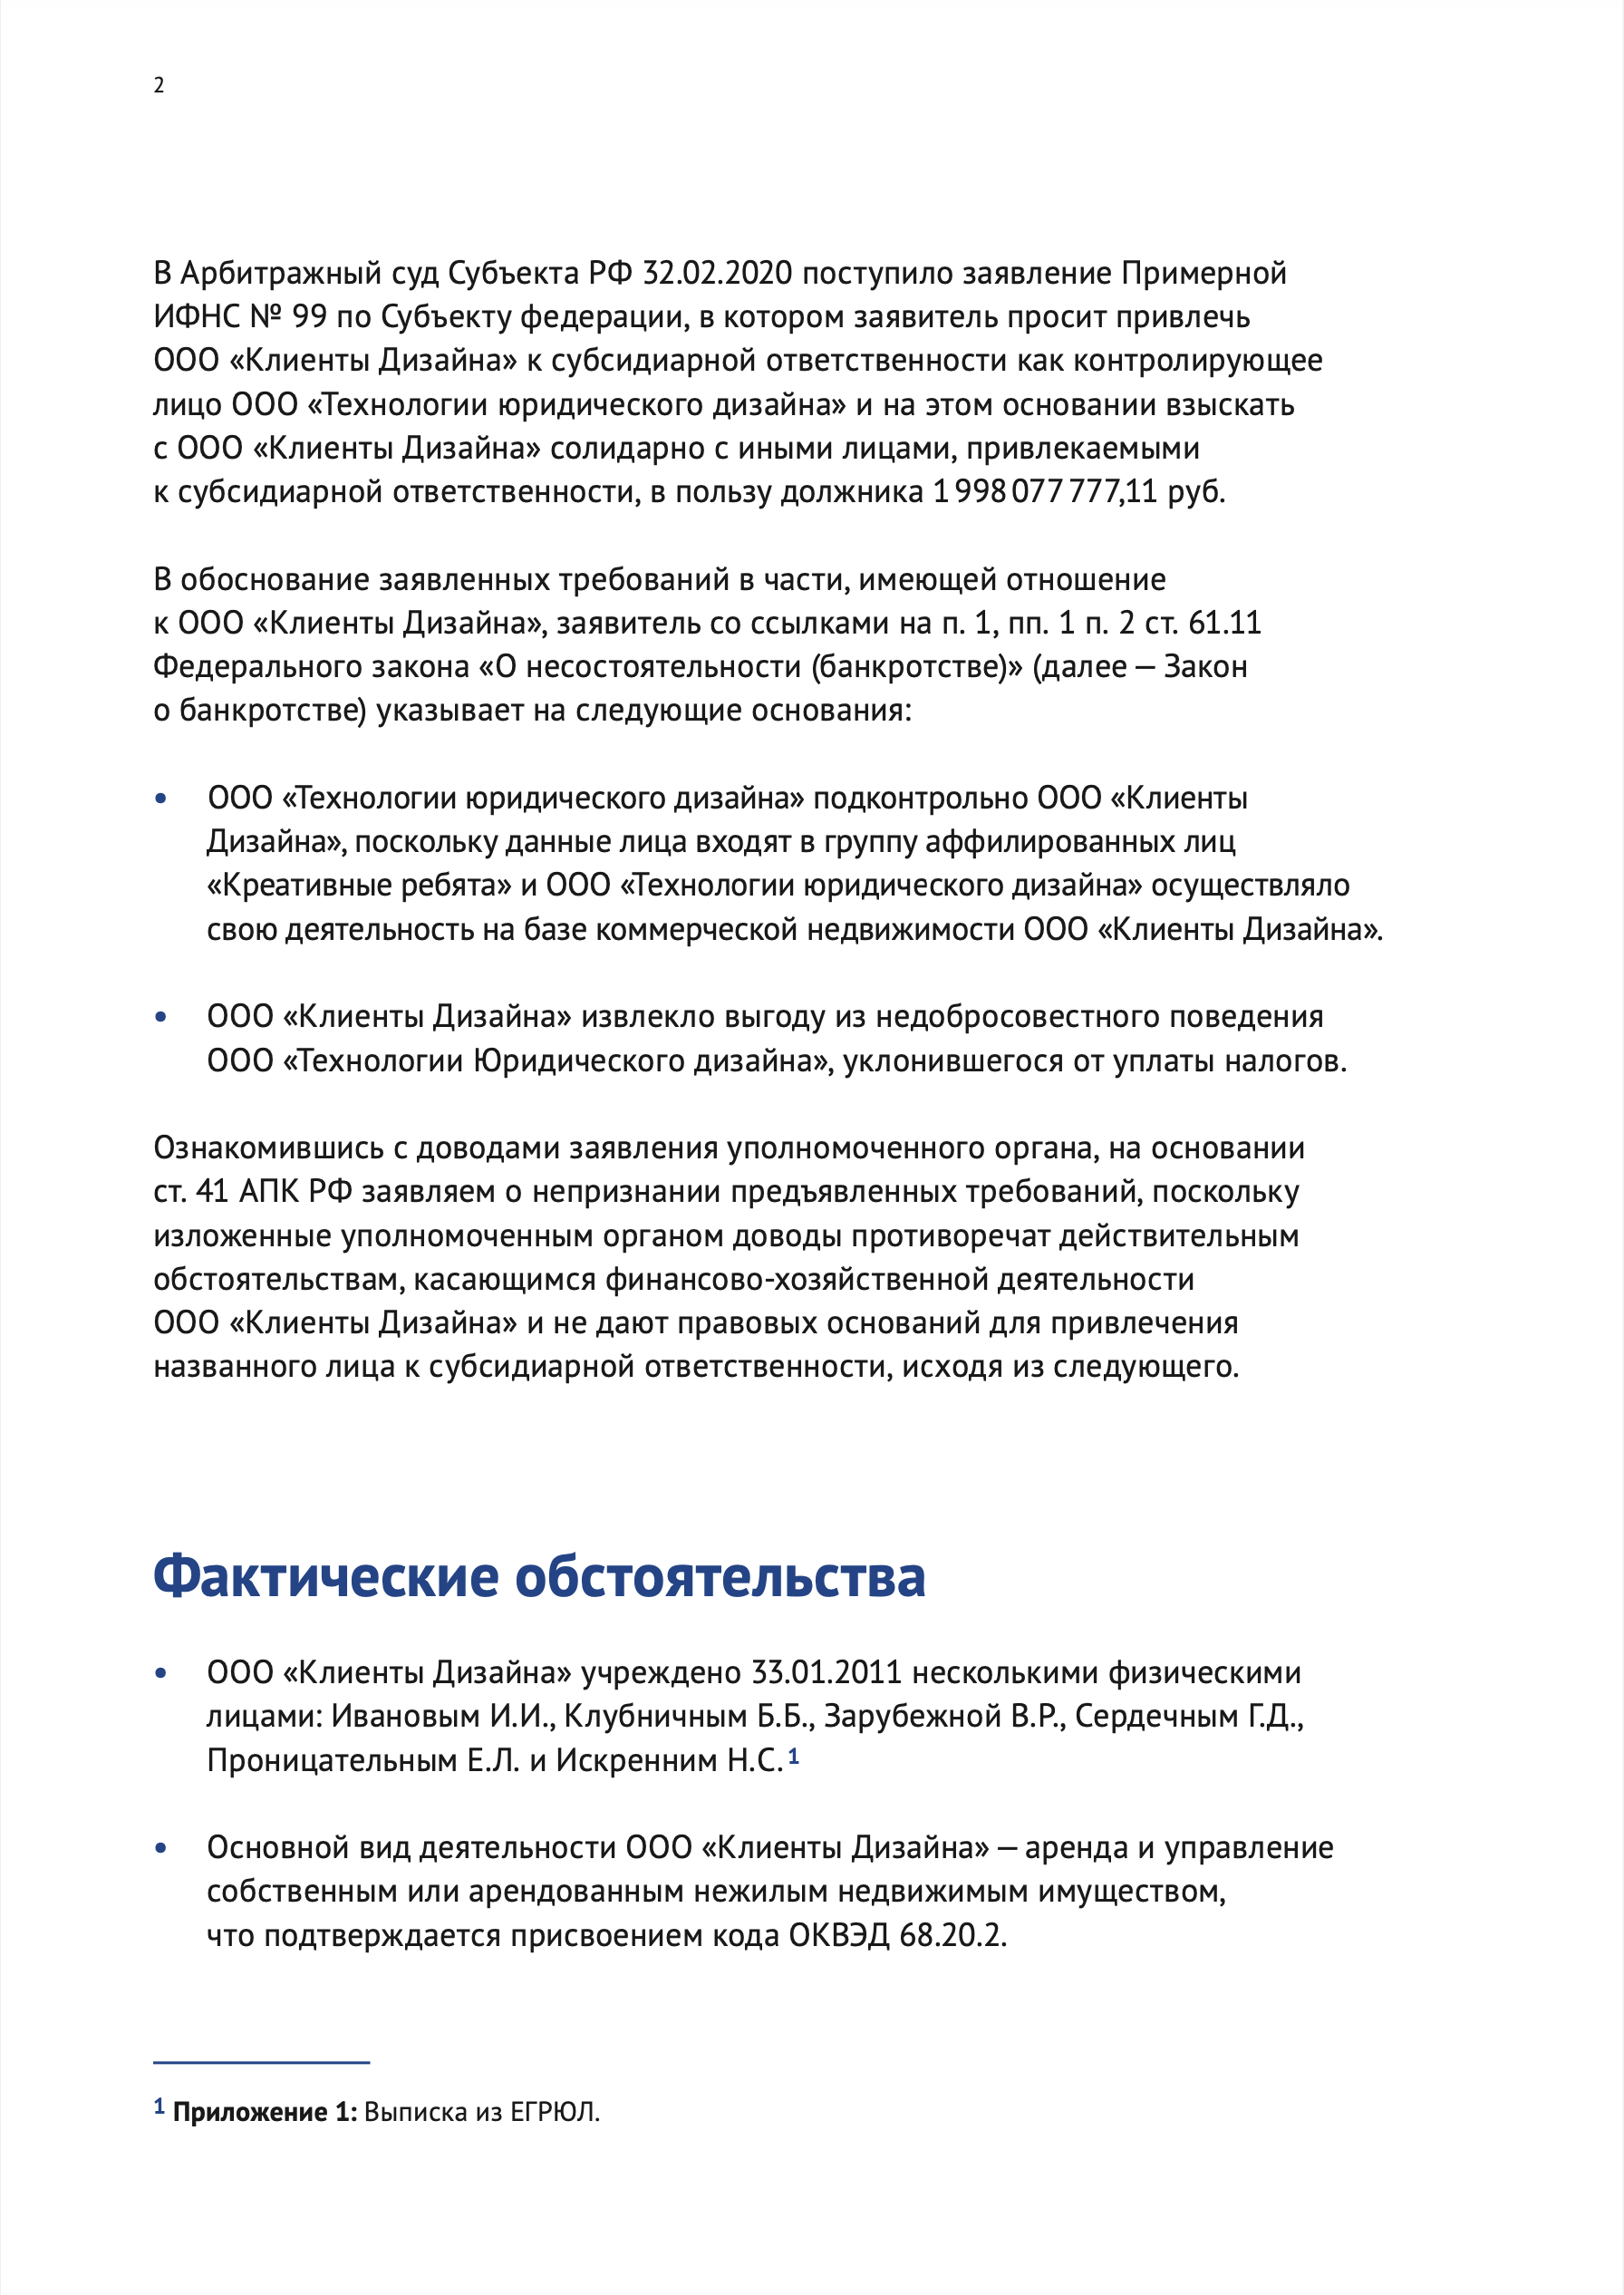 2
В Арбитражный суд Субъекта РФ 32.02.2020 поступило заявление Примерной
ИФНС № 99 по Субъекту федерации, в котором заявитель просит привлечь
ООО «Клиенты Дизайна» к субсидиарной ответственности как контролирующее
лицо ООО «Технологии юридического дизайна» и на этом основании взыскать
с ООО «Клиенты Дизайна» солидарно с иными лицами, привлекаемыми
к субсидиарной ответственности, в пользу должника 1 998 077 777,11 руб.
В обоснование заявленных требований в части, имеющей отношение
к ООО «Клиенты Дизайна», заявитель со ссылками на п. 1, пп. 1 п. 2 ст. 61.11
Федерального закона «О несостоятельности (банкротстве)» (далее — Закон
о банкротстве) указывает на следующие основания:
• ООО «Технологии юридического дизайна» подконтрольно ООО «Клиенты
Дизайна», поскольку данные лица входят в группу аффилированных лиц
«Креативные ребята» и ООО «Технологии юридического дизайна» осуществляло
свою деятельность на базе коммерческой недвижимости ООО «Клиенты Дизайна».
• ООО «Клиенты Дизайна» извлекло выгоду из недобросовестного поведения
ООО «Технологии Юридического дизайна», уклонившегося от уплаты налогов.
Ознакомившись с доводами заявления уполномоченного органа, на основании
ст. 41 АПК РФ заявляем о непризнании предъявленных требований, поскольку
изложенные уполномоченным органом доводы противоречат действительным
обстоятельствам, касающимся финансово-хозяйственной деятельности
ООО «Клиенты Дизайна» и не дают правовых оснований для привлечения
названного лица к субсидиарной ответственности, исходя из следующего.
Фактические обстоятельства
• ООО «Клиенты Дизайна» учреждено 33.01.2011 несколькими физическими
лицами: Ивановым И.И., Клубничным Б.Б., Зарубежной В.Р., Сердечным Г.Д.,
Проницательным Е.Л. и Искренним Н.С.1
• Основной вид деятельности ООО «Клиенты Дизайна» — аренда и управление
собственным или арендованным нежилым недвижимым имуществом,
что подтверждается присвоением кода ОКВЭД 68.20.2.
1 Приложение 1: Выписка из ЕГРЮЛ.